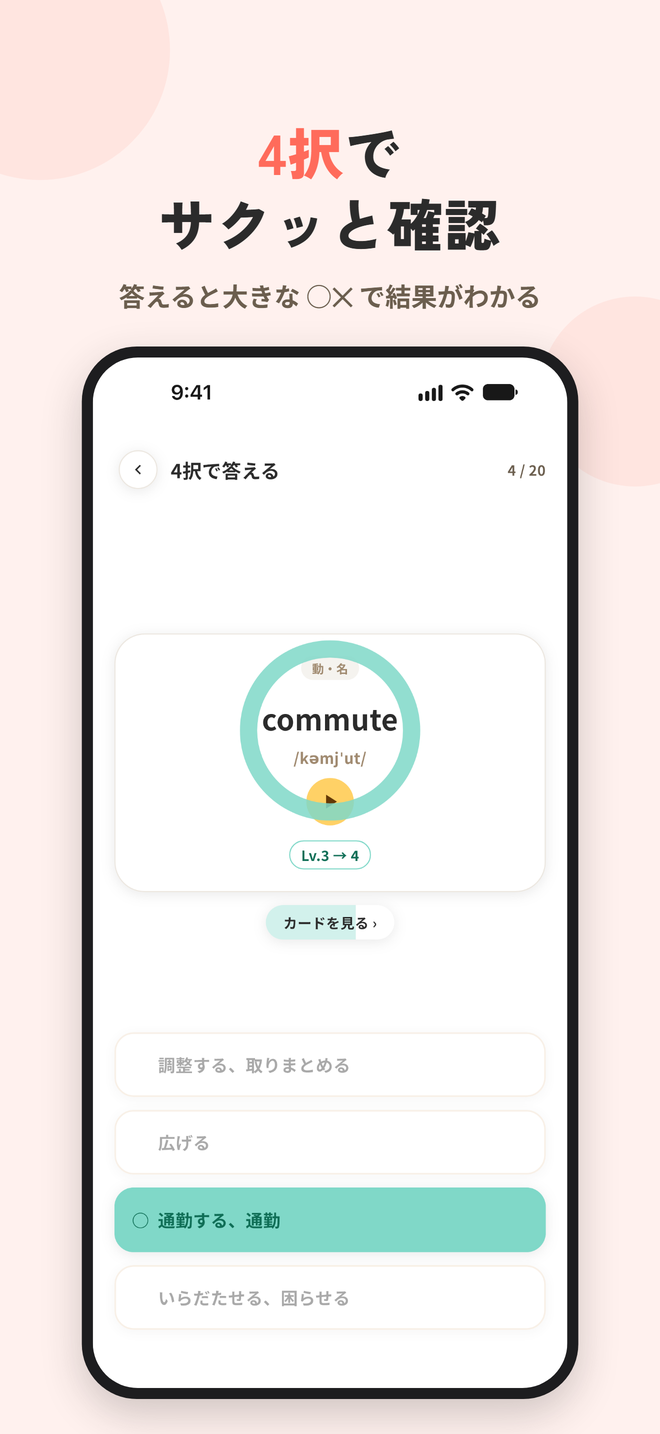 4択で
サクッと確認
答えると大きな ◯✕ で結果がわかる
9:41
4択で答える
4 / 20
動・名
commute
/kəmjˈut/
Lv.3 → 4
カードを見る ›
調整する、取りまとめる
広げる
◯ 通勤する、通勤
いらだたせる、困らせる